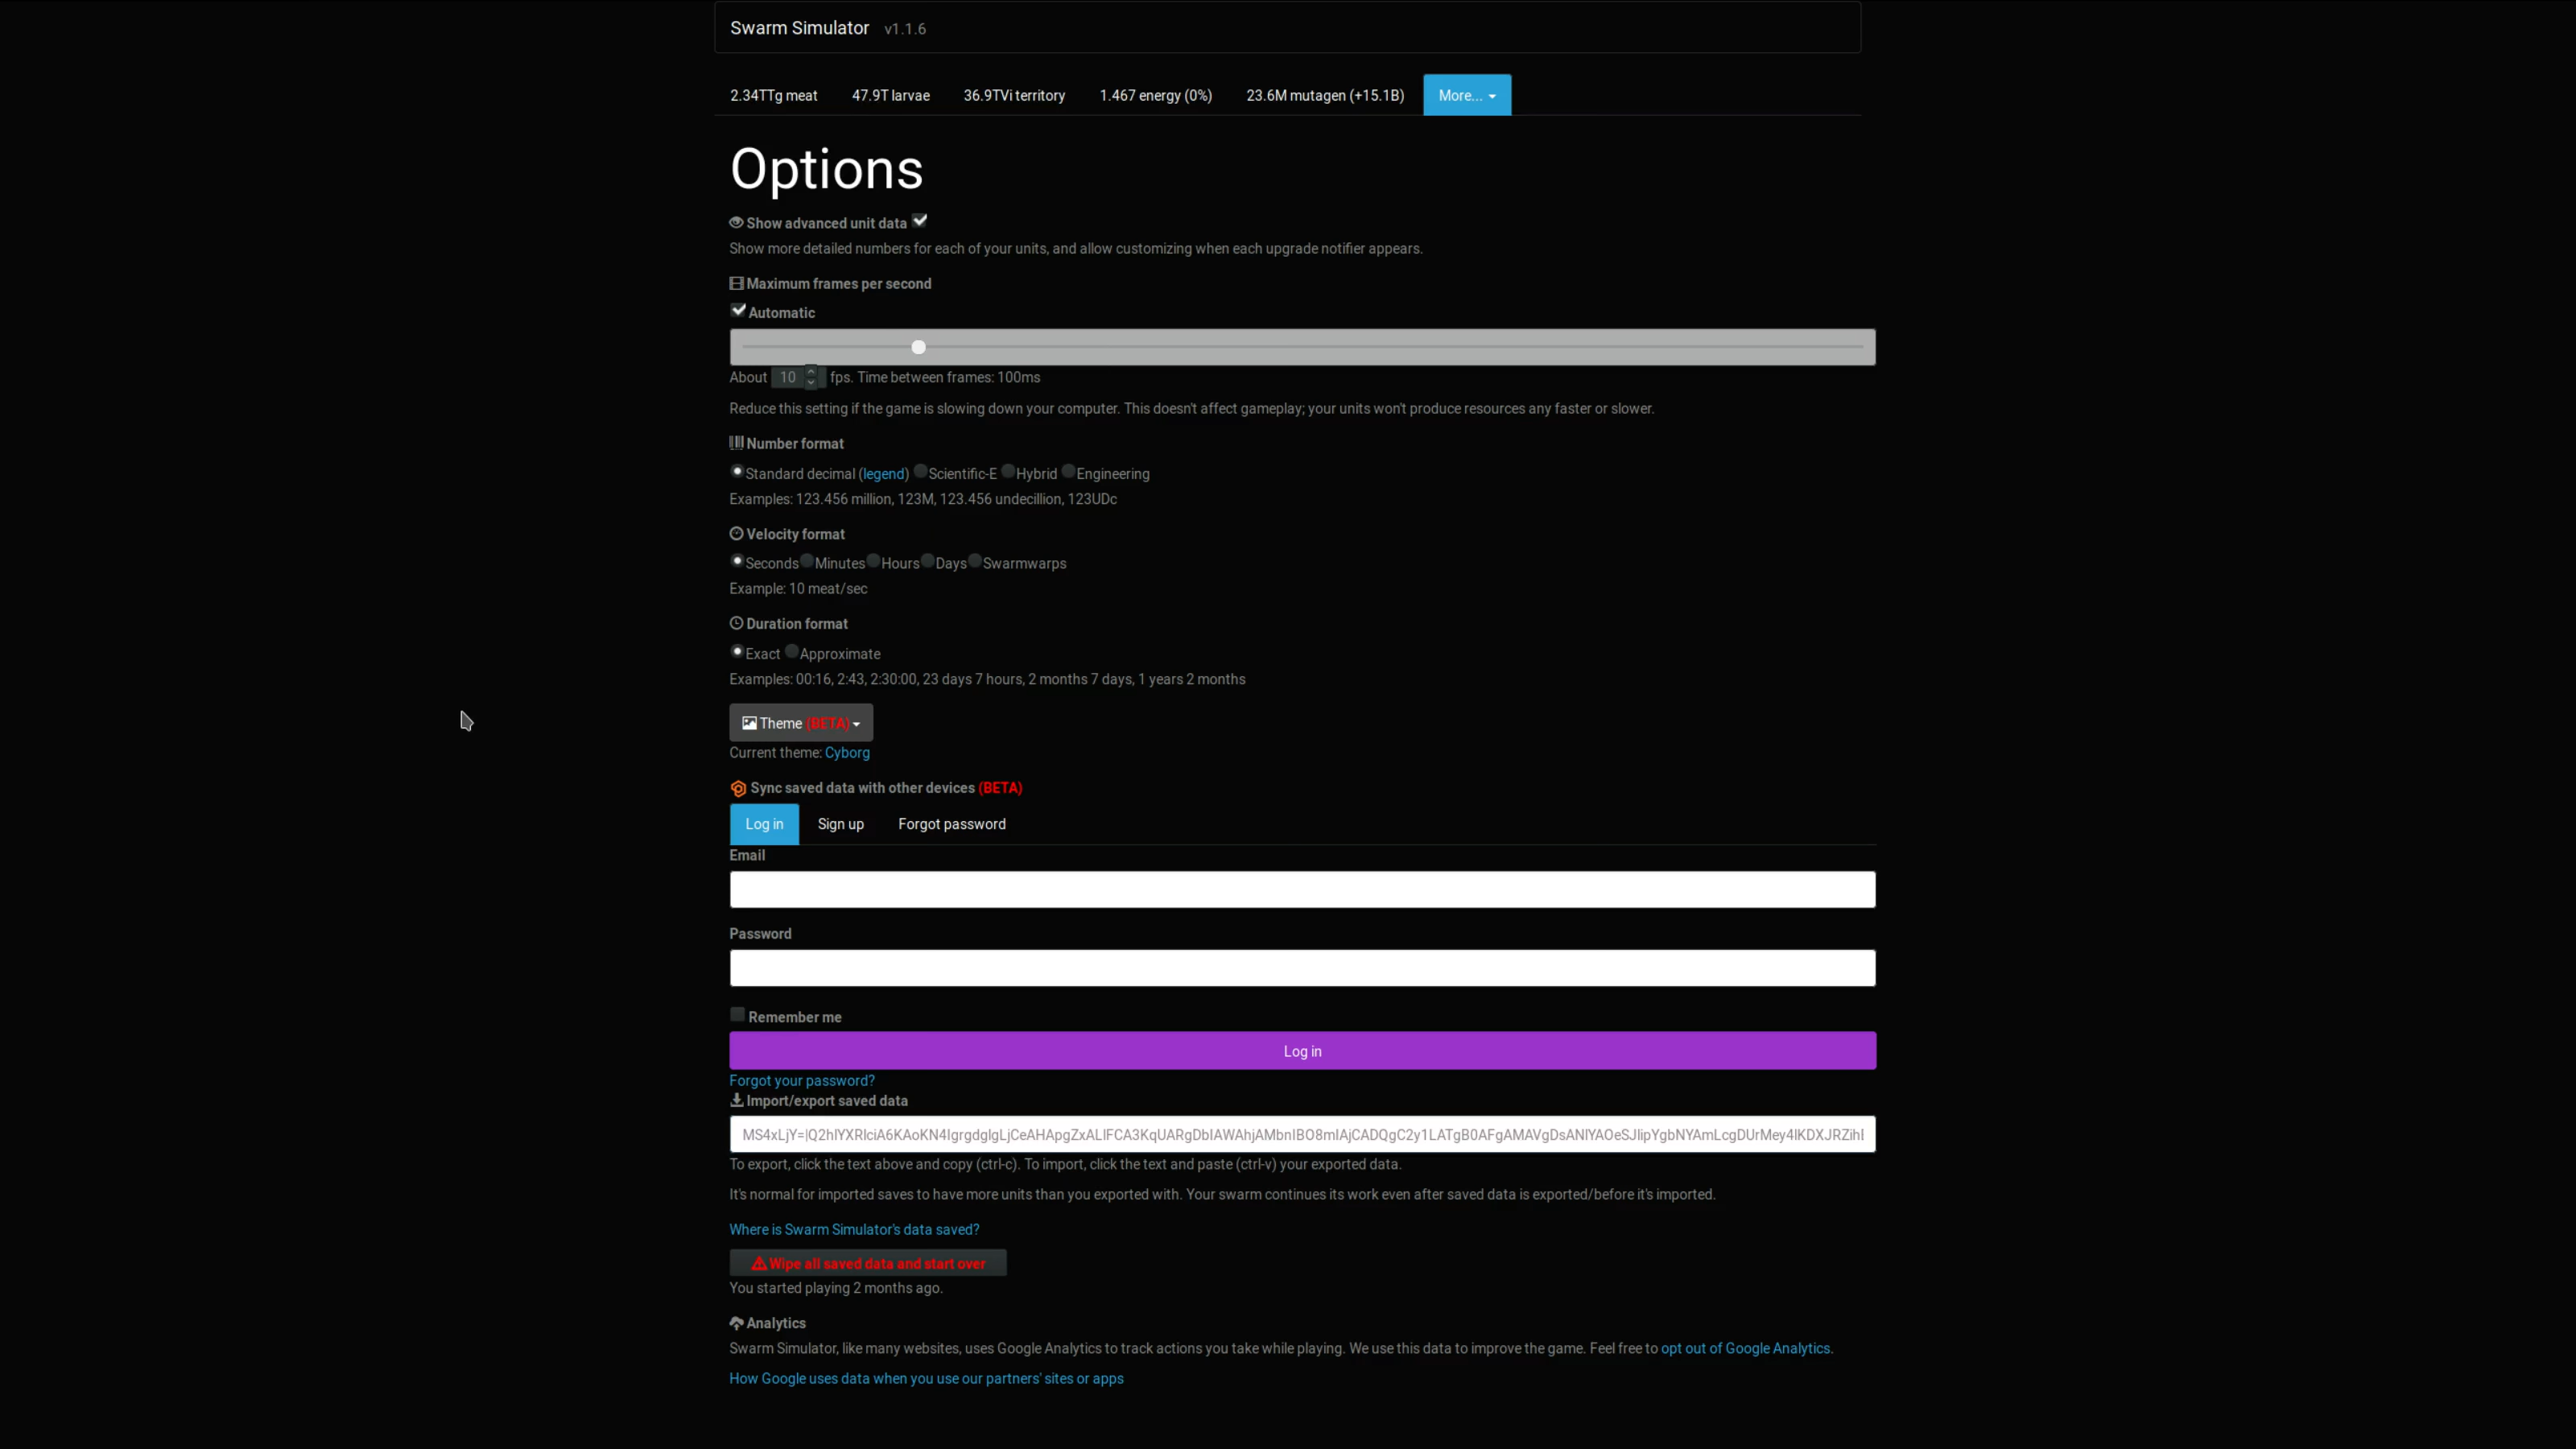 Swarm Simulator v1.1.6
2.34TTg meat 47.9T larvae 36.9TVi territory 1.467 energy (0%) 23.6M mutagen (+15.1B) More...
Options
Show advanced unit data
Show more detailed numbers for each of your units, and allow customizing when each upgrade notifier appears.
Maximum frames per second
Automatic
About 10 fps. Time between frames: 100ms
Reduce this setting if the game is slowing down your computer. This doesn't affect gameplay; your units won't produce resources any faster or slower.
Number format
Standard decimal (legend) Scientific-E Hybrid Engineering
Examples: 123.456 million, 123M, 123.456 undecillion, 123UDc
Velocity format
Seconds Minutes Hours Days Swarmwarps
Example: 10 meat/sec
Duration format
Exact Approximate
Examples: 00:16, 2:43, 2:30:00, 23 days 7 hours, 2 months 7 days, 1 years 2 months
Theme (BETA)
Current theme: Cyborg
Sync saved data with other devices (BETA)
Log in Sign up Forgot password
Email
Password
Remember me
Log in
Forgot your password?
Import/export saved data
To export, click the text above and copy (ctrl-c). To import, click the text and paste (ctrl-v) your exported data.
It's normal for imported saves to have more units than you exported with. Your swarm continues its work even after saved data is exported/before it's imported.
Where is Swarm Simulator's data saved?
Wipe all saved data and start over
You started playing 2 months ago.
Analytics
Swarm Simulator, like many websites, uses Google Analytics to track actions you take while playing. We use this data to improve the game. Feel free to opt out of Google Analytics.
How Google uses data when you use our partners' sites or apps